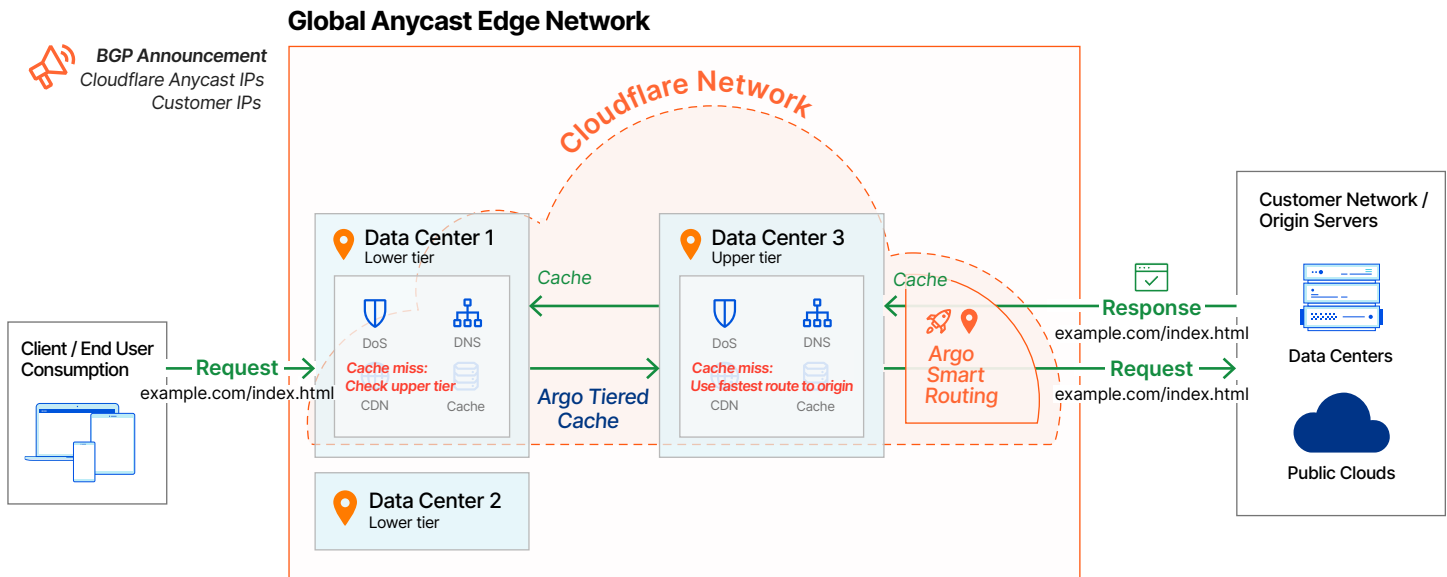 Global Anycast Edge Network
BGP Announcement
Cloudflare Anycast IPs
Customer IPs
Cloudflare Network
Client / End User
Consumption
Request
example.com/index.html
Data Center 1
Lower tier
DoS
DNS
Cache miss:
Check upper tier
CDN
Cache
Data Center 2
Lower tier
Cache
Argo Tiered
Cache
Data Center 3
Upper tier
DoS
DNS
Cache miss:
Use fastest route to origin
CDN
Cache
Cache
Argo
Smart
Routing
Response
example.com/index.html
Request
example.com/index.html
Customer Network /
Origin Servers
Data Centers
Public Clouds